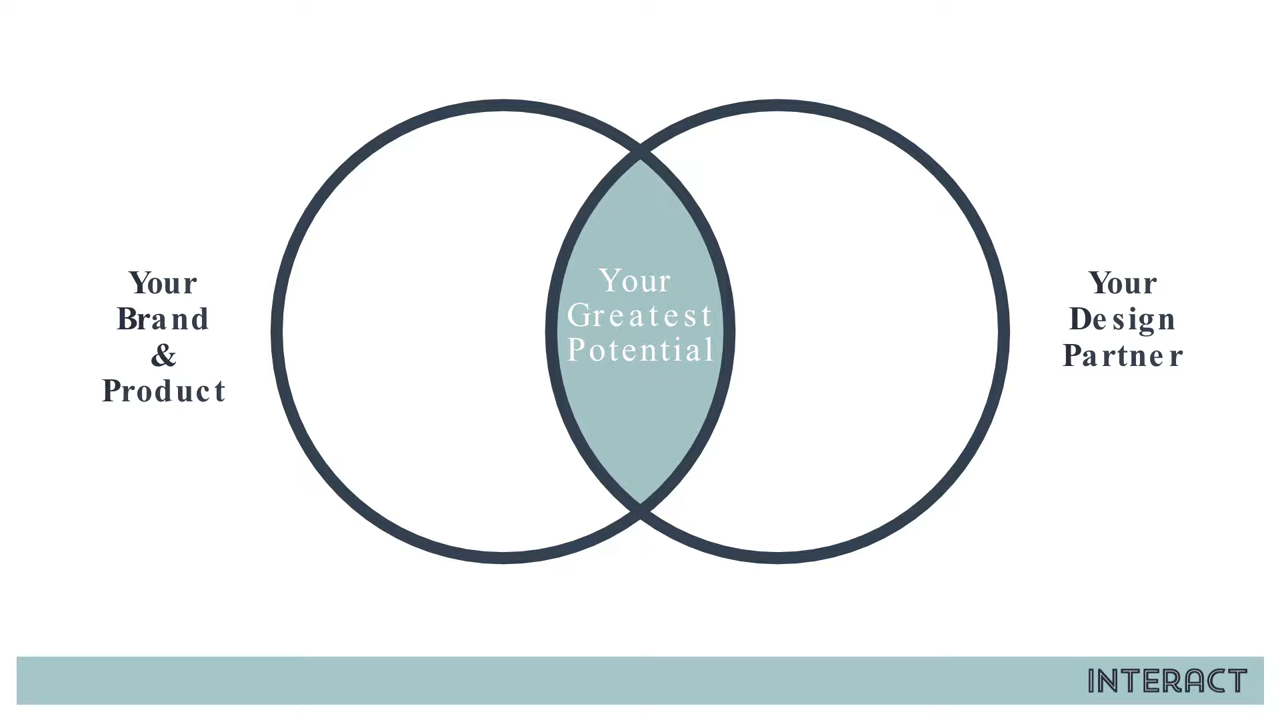 Your
Brand
&
Product
Your
Greatest
Potential
Your
Design
Partner
INTERACT